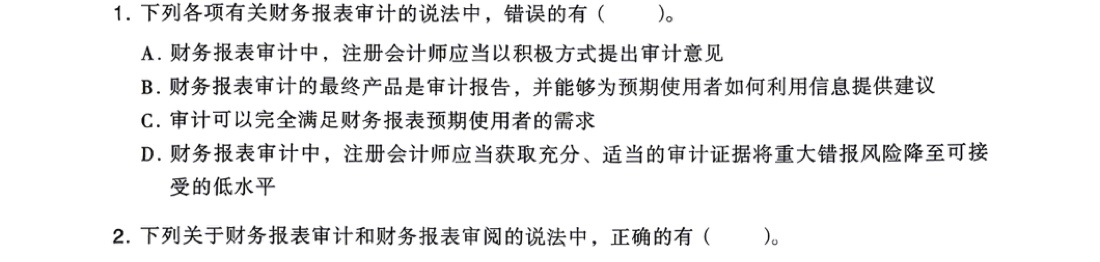 1. 下列各项有关财务报表审计的说法中，错误的有（　　）。
A. 财务报表审计中，注册会计师应当以积极方式提出审计意见
B. 财务报表审计的最终产品是审计报告，并能够为预期使用者如何利用信息提供建议
C. 审计可以完全满足财务报表预期使用者的需求
D. 财务报表审计中，注册会计师应当获取充分、适当的审计证据将重大错报风险降至可接
受的低水平
2. 下列关于财务报表审计和财务报表审阅的说法中，正确的有（　　）。